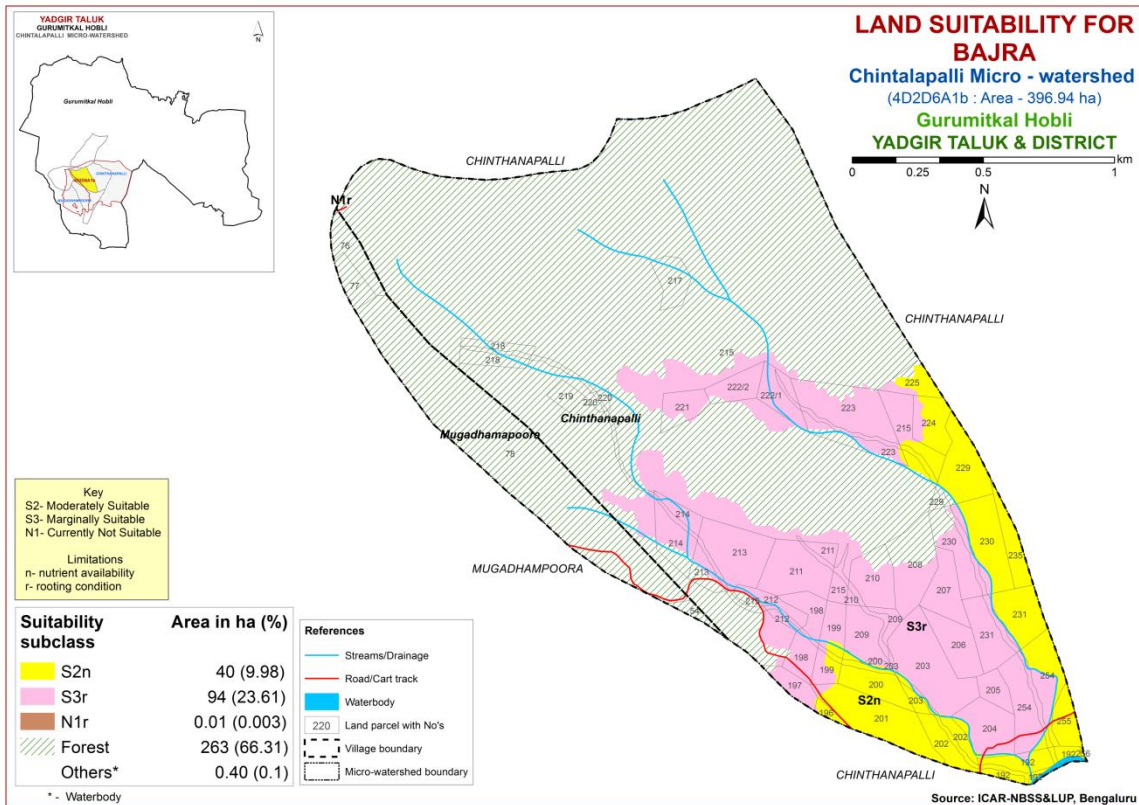 YADGIR TALUK
GURUMITKAL HOBLI
CHINTALAPALLI MICRO-WATERSHED
N
Gurumitkal Hobli
CHINTHANAPALLI
LAND SUITABILITY FOR
BAJRA
Chintalapalli Micro - watershed
(4D2D6A1b : Area - 396.94 ha)
Gurumitkal Hobli
YADGIR TALUK & DISTRICT
km
0 0.25 0.5 1
N
CHINTHANAPALLI
N1r
76
77
217
CHINTHANAPALLI
218
218
215
225
219
220
220
221
222/2
222/1
223
215
224
Chinthanapalli
Mugadhamapoora
78
223
229
229
214
214
213
211
230
230
235
208
210
211
207
MUGADHAMPOORA
213
54
212
212
198
215
210
209
209
S3r
231
231
206
199
198
199
200
203
203
254
197
200
S2n
203
205
254
196
201
202
202
204
255
192
192
CHINTHANAPALLI
Key
S2- Moderately Suitable
S3- Marginally Suitable
N1- Currently Not Suitable
Limitations
n- nutrient availability
r- rooting condition
Suitability subclass Area in ha (%)
S2n 40 (9.98)
S3r 94 (23.61)
N1r 0.01 (0.003)
Forest 263 (66.31)
Others* 0.40 (0.1)
* - Waterbody
References
Streams/Drainage
Road/Cart track
Waterbody
220 Land parcel with No's
Village boundary
Micro-watershed boundary
Source: ICAR-NBSS&LUP, Bengaluru